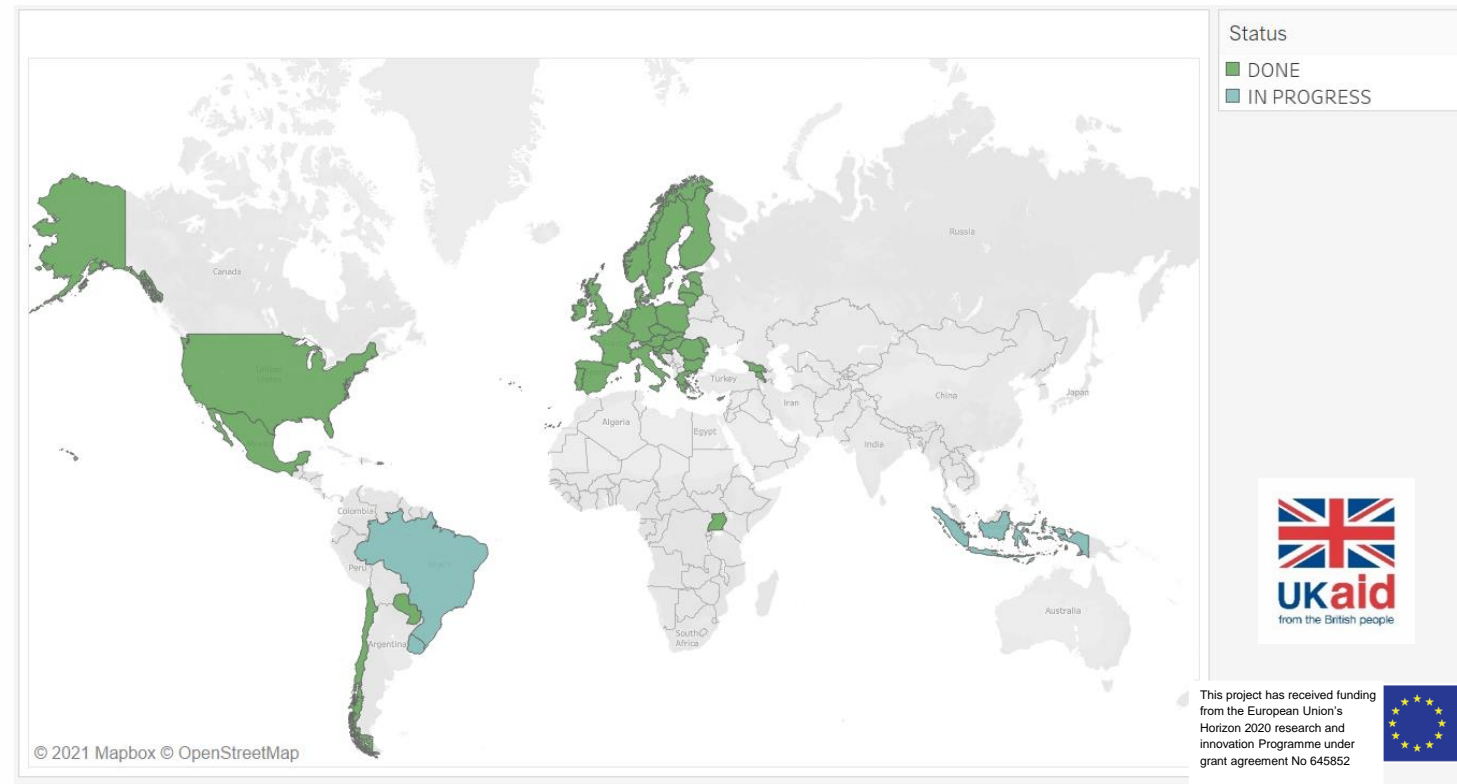 Status
DONE
IN PROGRESS
Russia
Canada
United
States
Turkey
Japan
China
Iran
Algeria
Egypt
India
Mexico
Colombia
Brazil
Peru
Australia
South
Africa
Argentina
UKaid
from the British people
This project has received funding
from the European Union's
Horizon 2020 research and
innovation Programme under
grant agreement No 645852
© 2021 Mapbox © OpenStreetMap